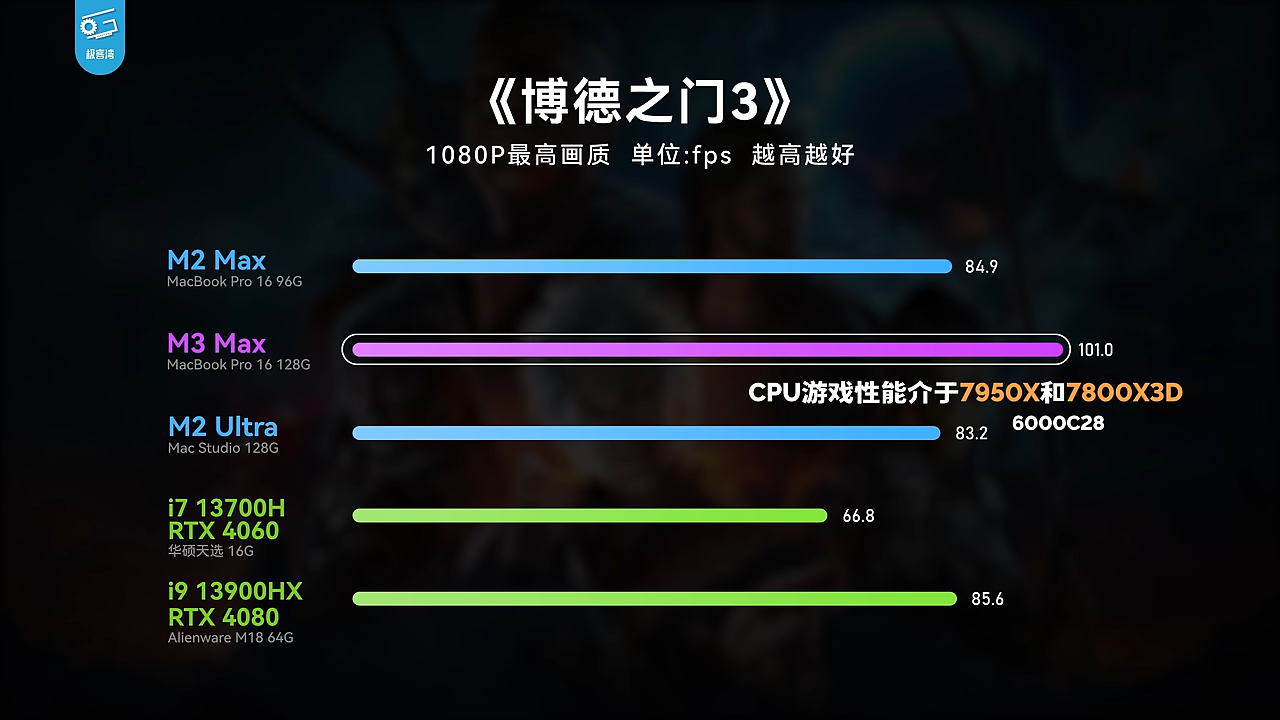 极客湾
《博德之门3》
1080P最高画质 单位:fps 越高越好
M2 Max
MacBook Pro 16 96G
84.9
M3 Max
MacBook Pro 16 128G
101.0
CPU游戏性能介于7950X和7800X3D
6000C28
M2 Ultra
Mac Studio 128G
83.2
i7 13700H
RTX 4060
华硕天选 16G
66.8
i9 13900HX
RTX 4080
Alienware M18 64G
85.6